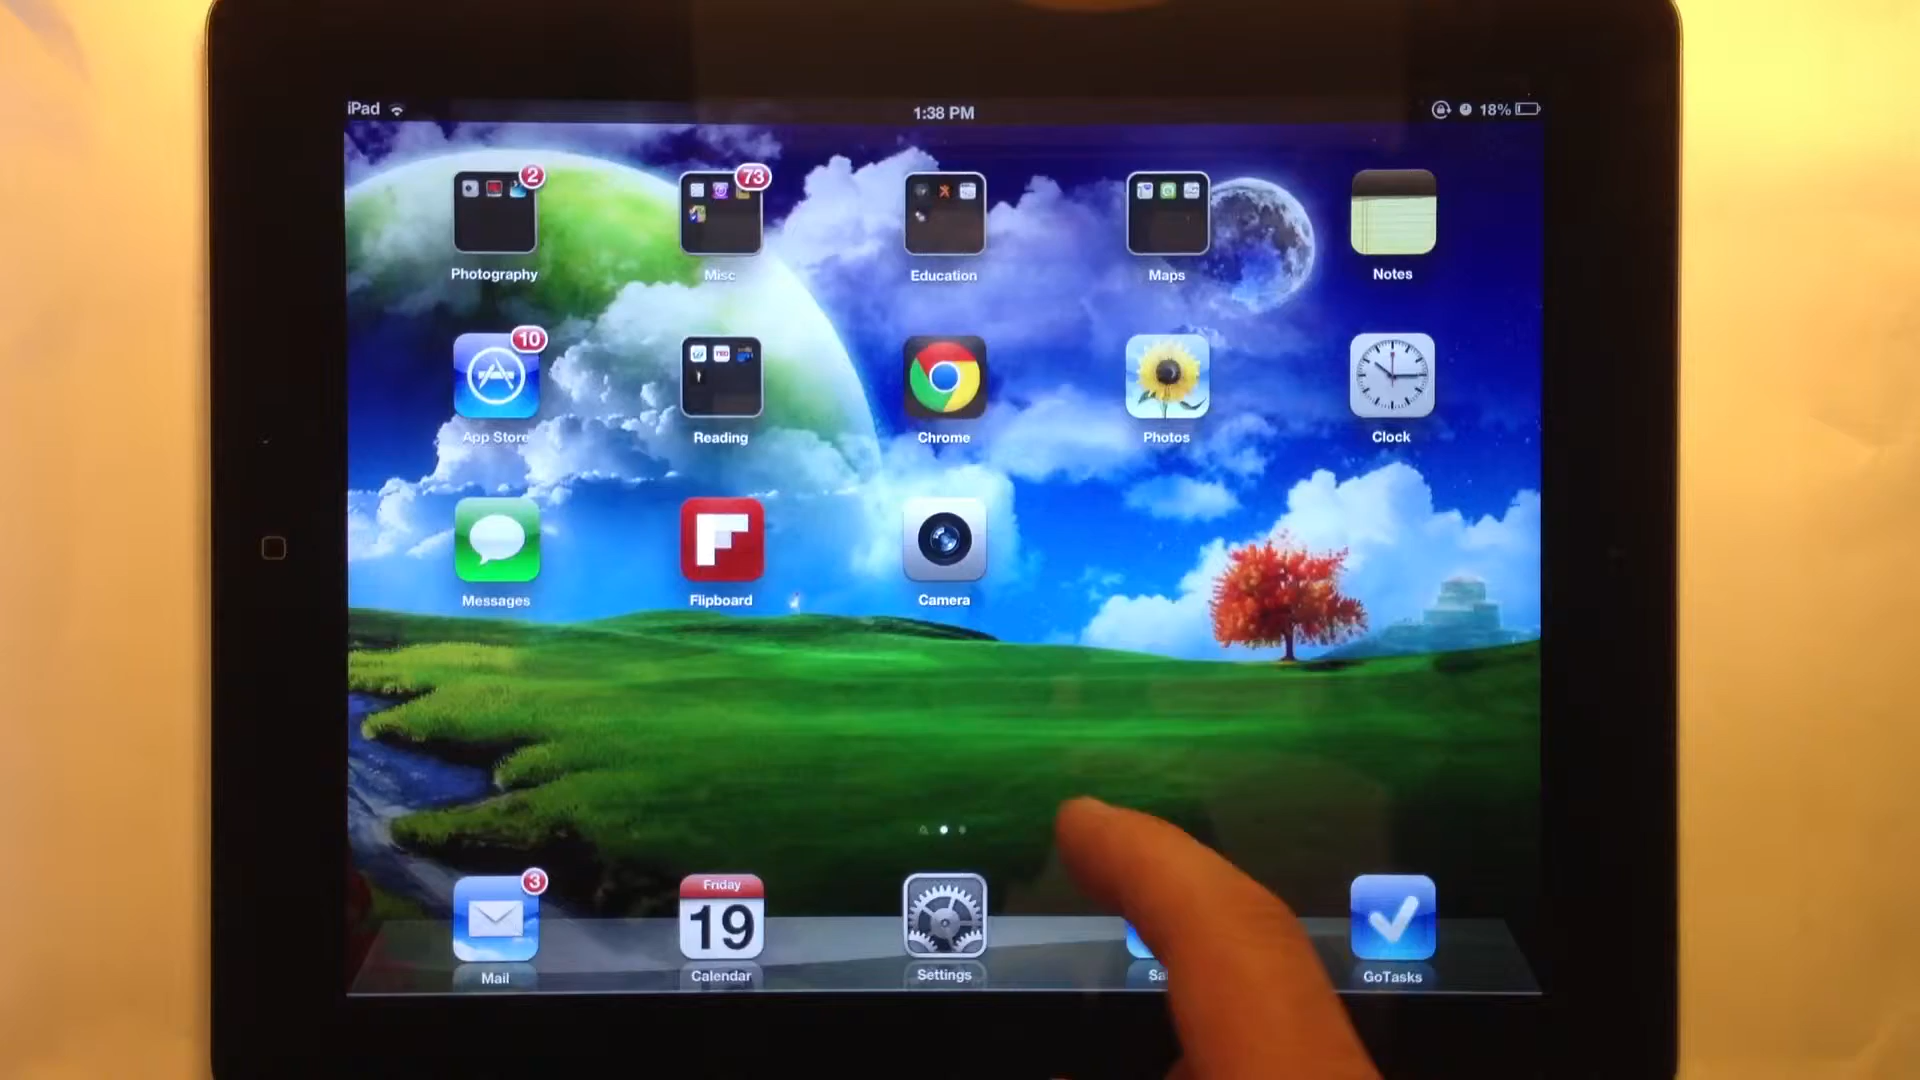 iPad 1:38 PM 18%
2 73
Photography Misc Education Maps Notes
10
App Store Reading Chrome Photos Clock
Messages Flipboard Camera
3 Friday
19
Mail Calendar Settings Sa GoTasks